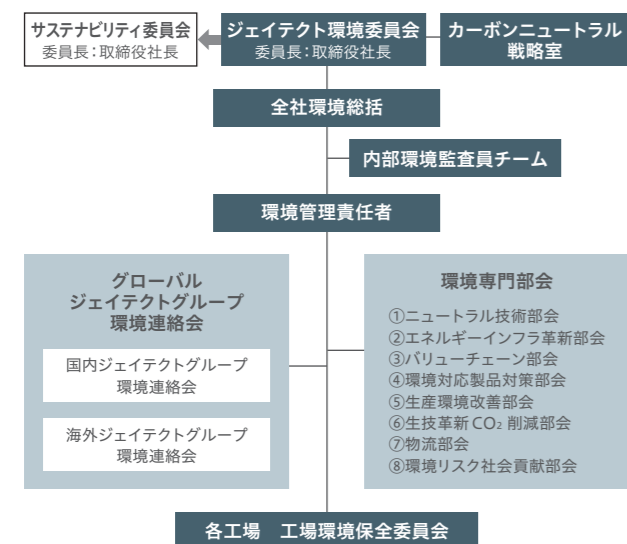 サステナビリティ委員会
委員長：取締役社長
ジェイテクト環境委員会
委員長：取締役社長
カーボンニュートラル
戦略室
全社環境総括
内部環境監査員チーム
環境管理責任者
グローバル
ジェイテクトグループ
環境連絡会
国内ジェイテクトグループ
環境連絡会
海外ジェイテクトグループ
環境連絡会
環境専門部会
①ニュートラル技術部会
②エネルギーインフラ革新部会
③バリューチェーン部会
④環境対応製品対策部会
⑤生産環境改善部会
⑥生技革新CO₂削減部会
⑦物流部会
⑧環境リスク社会貢献部会
各工場　工場環境保全委員会